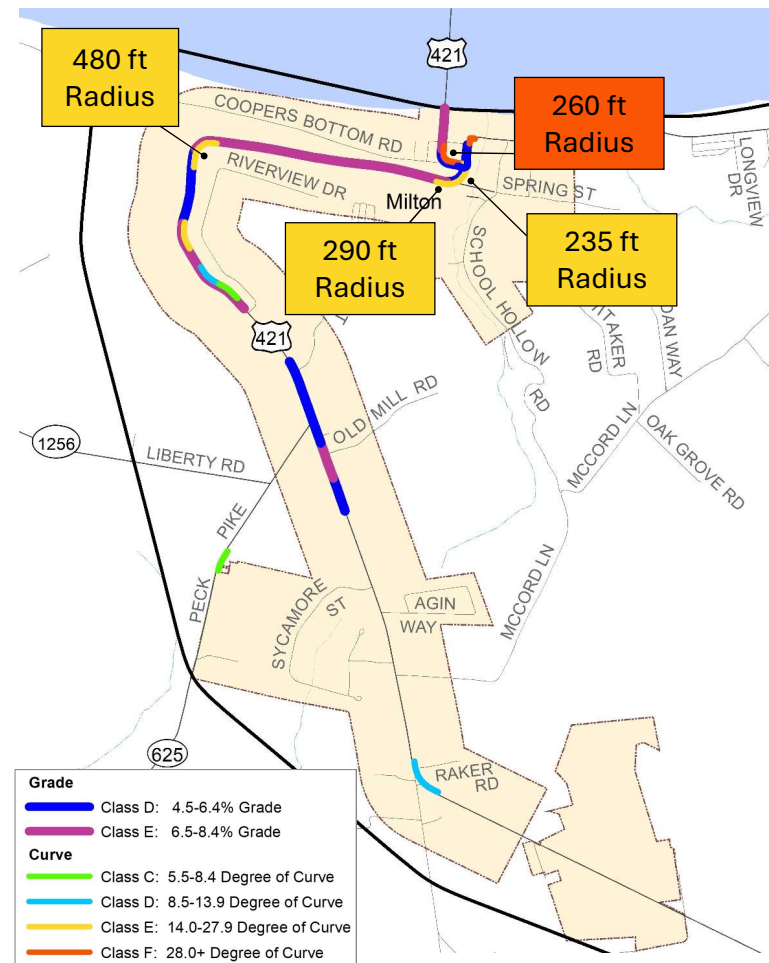 421
480 ft
Radius
260 ft
Radius
COOPERS BOTTOM RD
RIVERVIEW DR
LONGVIEW
DR
SPRING ST
Milton
290 ft
Radius
235 ft
Radius
SCHOOL HOLLOW
RD
RD
OAK GROVE RD
MCCORD LN
421
OLD MILL RD
1256
LIBERTY RD
PECK
PIKE
MCCORD LN
SYCAMORE
ST
AGIN
WAY
625
RAKER
RD
Grade
Class D: 4.5-6.4% Grade
Class E: 6.5-8.4% Grade
Curve
Class C: 5.5-8.4 Degree of Curve
Class D: 8.5-13.9 Degree of Curve
Class E: 14.0-27.9 Degree of Curve
Class F: 28.0+ Degree of Curve